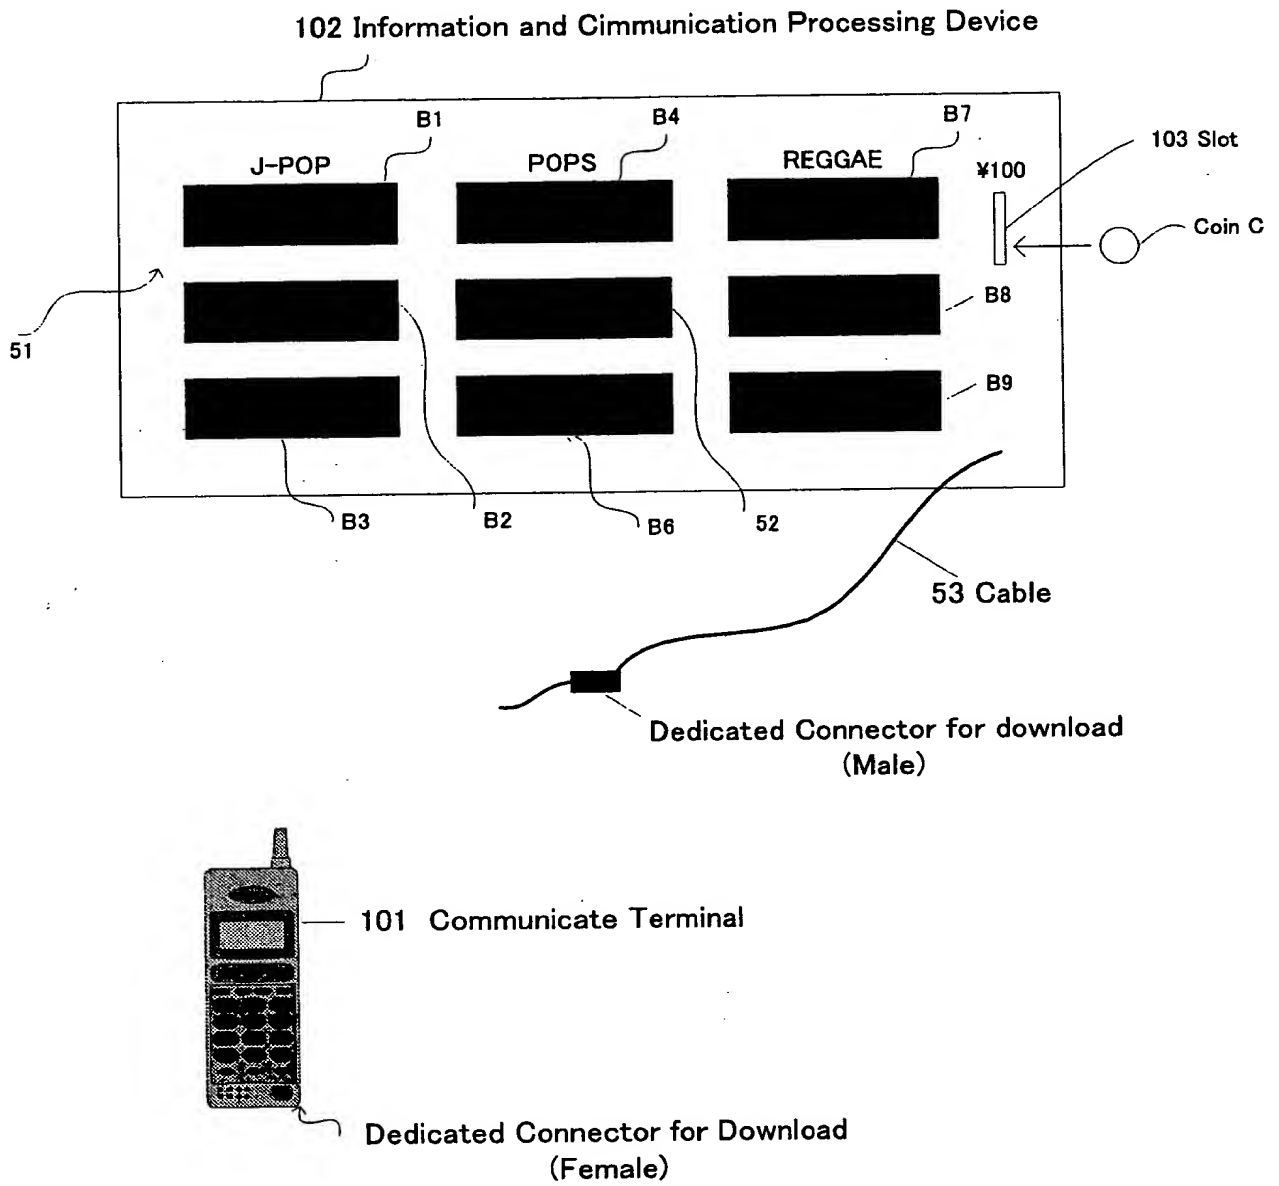 102 Information and Cimmunication Processing Device
B1
B4
B7
103 Slot
J-POP
POPS
REGGAE
¥100
Coin C
B8
51
B9
B3
B2
B6
52
53 Cable
Dedicated Connector for download
(Male)
101 Communicate Terminal
Dedicated Connector for Download
(Female)